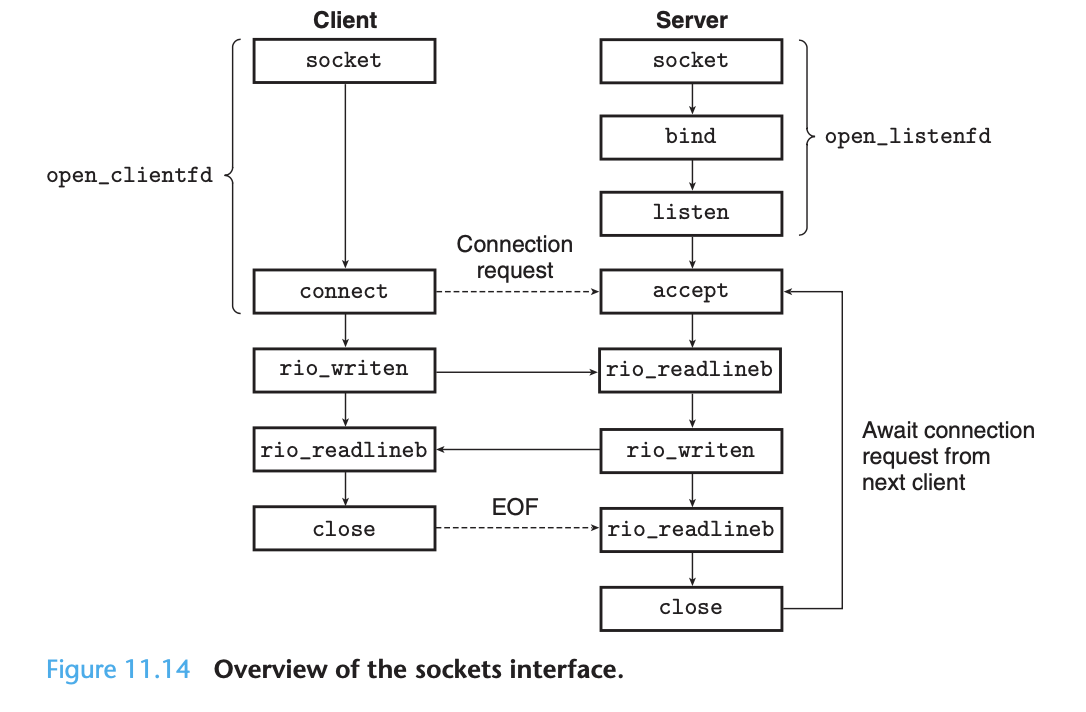 Client
Server
socket
socket
bind
open_clientfd
open_listenfd
listen
Connection
request
connect
accept
rio_writen
rio_readlineb
rio_readlineb
rio_writen
Await connection
request from
next client
EOF
close
rio_readlineb
close
Figure 11.14 Overview of the sockets interface.